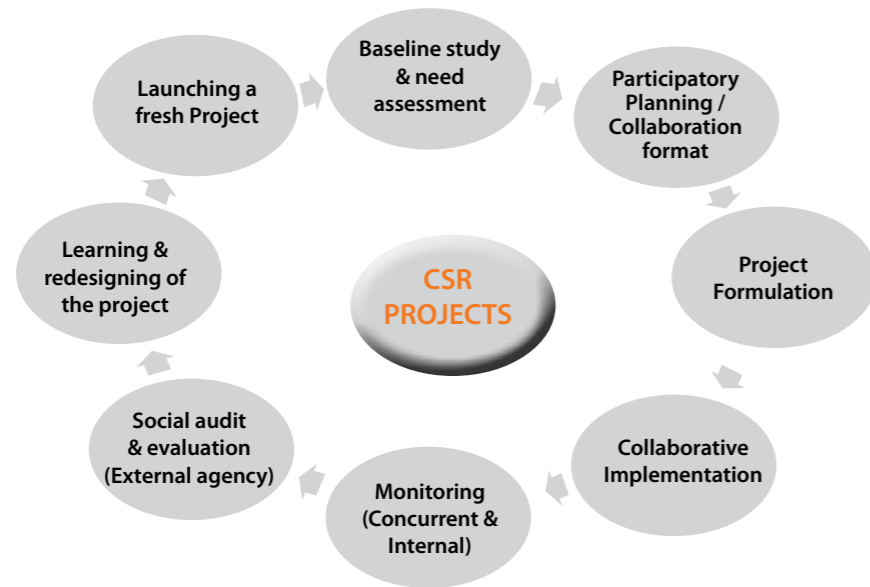 Baseline study
& need
assessment
Participatory
Planning /
Collaboration
format
Project
Formulation
Collaborative
Implementation
Monitoring
(Concurrent &
Internal)
Social audit
& evaluation
(External agency)
Learning &
redesigning of
the project
Launching a
fresh Project
CSR
PROJECTS